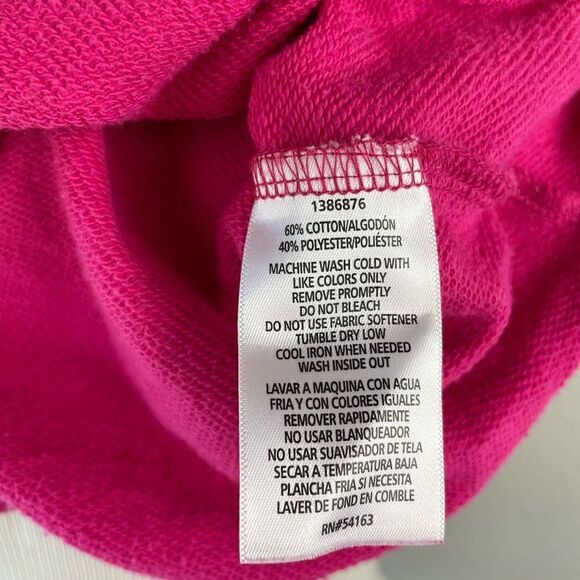 1386876
60% COTTON/ALGODÓN
40% POLYESTER/POLIÉSTER
MACHINE WASH COLD WITH
LIKE COLORS ONLY
REMOVE PROMPTLY
DO NOT BLEACH
DO NOT USE FABRIC SOFTENER
TUMBLE DRY LOW
COOL IRON WHEN NEEDED
WASH INSIDE OUT
LAVAR A MAQUINA CON AGUA
FRIA Y CON COLORES IGUALES
REMOVER RAPIDAMENTE
NO USAR BLANQUEADOR
NO USAR SUAVISADOR DE TELA
SECAR A TEMPERATURA BAJA
PLANCHA FRIA SI NECESITA
LAVER DE FOND EN COMBLE
RN#54163